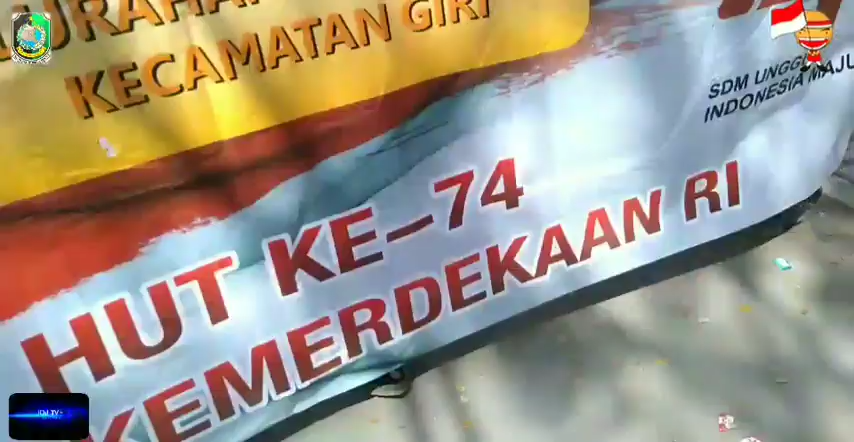 KECAMATAN GIRI
SDM UNGGUL
INDONESIA MAJU
HUT KE-74
KEMERDEKAAN RI